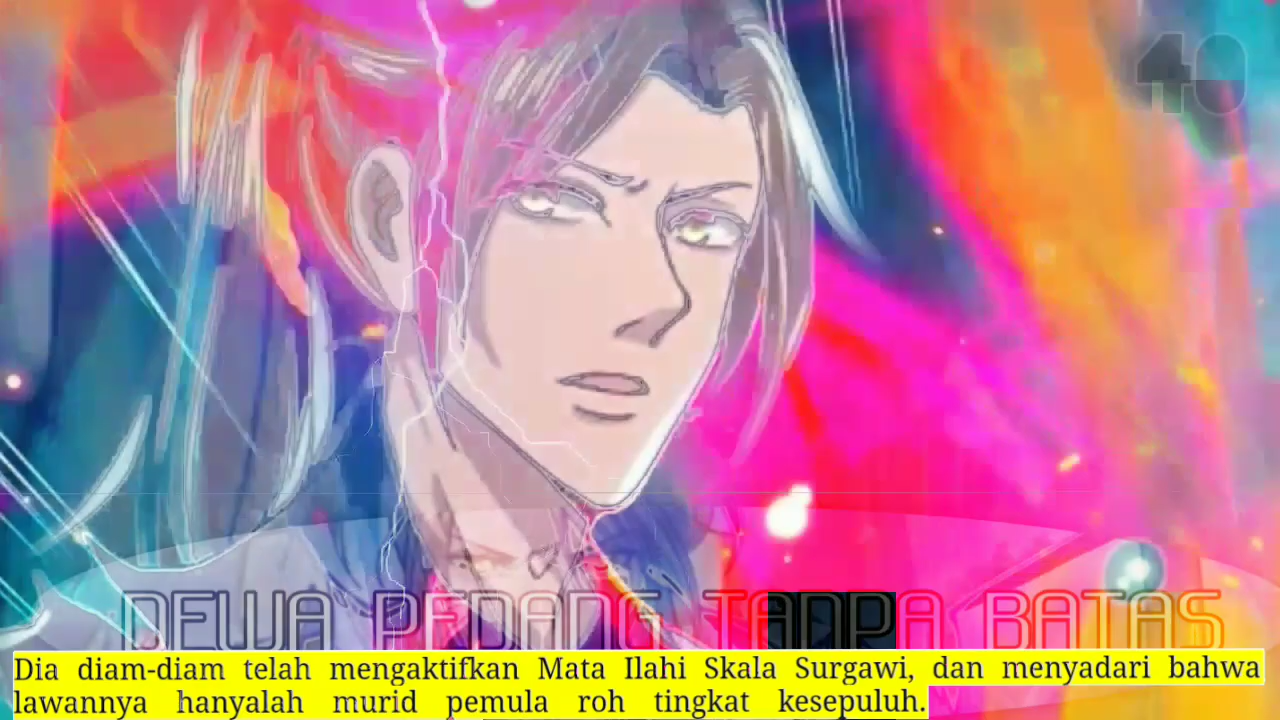 40
DEWA PEDANG TANPA BATAS
Dia diam-diam telah mengaktifkan Mata Ilahi Skala Surgawi, dan menyadari bahwa
lawannya hanyalah murid pemula roh tingkat kesepuluh.